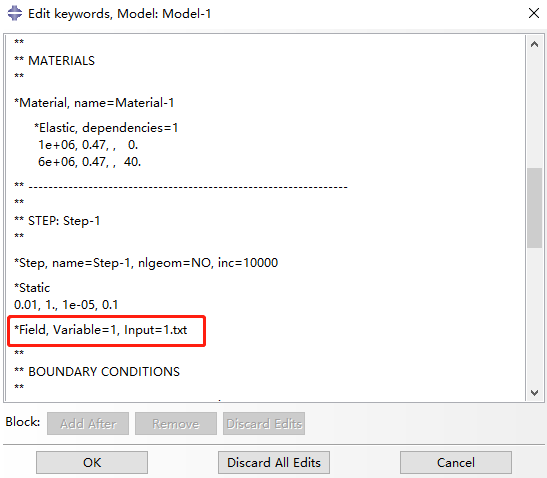 Edit keywords, Model: Model-1
**
** MATERIALS
**
*Material, name=Material-1
*Elastic, dependencies=1
1e+06, 0.47, , 0.
6e+06, 0.47, , 40.
** ----------------------------------------------------------------
**
** STEP: Step-1
**
*Step, name=Step-1, nlgeom=NO, inc=10000
*Static
0.01, 1., 1e-05, 0.1
*Field, Variable=1, Input=1.txt
**
** BOUNDARY CONDITIONS
**
Block: Add After Remove Discard Edits
OK Discard All Edits Cancel